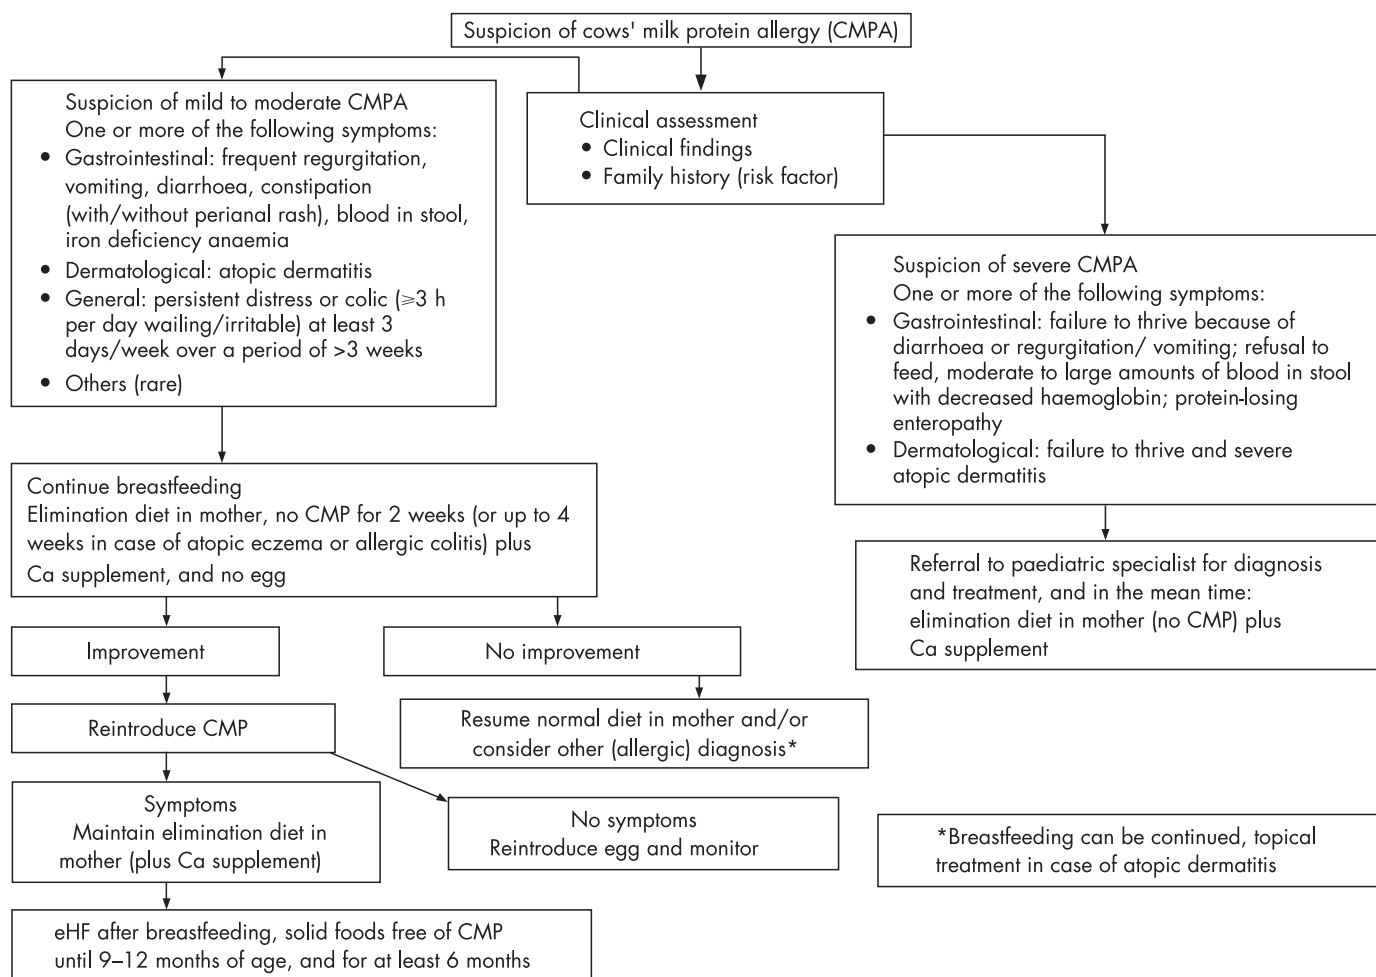 Suspicion of cows' milk protein allergy (CMPA)
Suspicion of mild to moderate CMPA
One or more of the following symptoms:
• Gastrointestinal: frequent regurgitation,
vomiting, diarrhoea, constipation
(with/without perianal rash), blood in stool,
iron deficiency anaemia
• Dermatological: atopic dermatitis
• General: persistent distress or colic (≥3 h
per day wailing/irritable) at least 3
days/week over a period of >3 weeks
• Others (rare)
Clinical assessment
• Clinical findings
• Family history (risk factor)
Suspicion of severe CMPA
One or more of the following symptoms:
• Gastrointestinal: failure to thrive because of
diarrhoea or regurgitation/ vomiting; refusal to
feed, moderate to large amounts of blood in stool
with decreased haemoglobin; protein-losing
enteropathy
• Dermatological: failure to thrive and severe
atopic dermatitis
Continue breastfeeding
Elimination diet in mother, no CMP for 2 weeks (or up to 4
weeks in case of atopic eczema or allergic colitis) plus
Ca supplement, and no egg
Referral to paediatric specialist for diagnosis
and treatment, and in the mean time:
elimination diet in mother (no CMP) plus
Ca supplement
Improvement
No improvement
Reintroduce CMP
Resume normal diet in mother and/or
consider other (allergic) diagnosis*
Symptoms
Maintain elimination diet in
mother (plus Ca supplement)
No symptoms
Reintroduce egg and monitor
*Breastfeeding can be continued, topical
treatment in case of atopic dermatitis
eHF after breastfeeding, solid foods free of CMP
until 9–12 months of age, and for at least 6 months